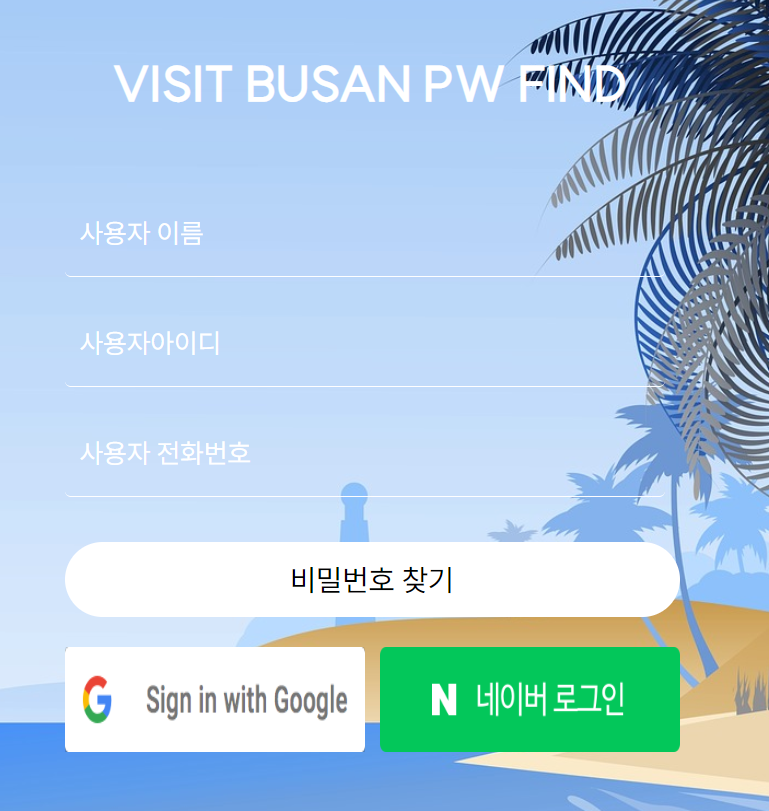 VISIT BUSAN PW FIND
사용자 이름
사용자아이디
사용자 전화번호
비밀번호 찾기
Sign in with Google
N 네이버 로그인